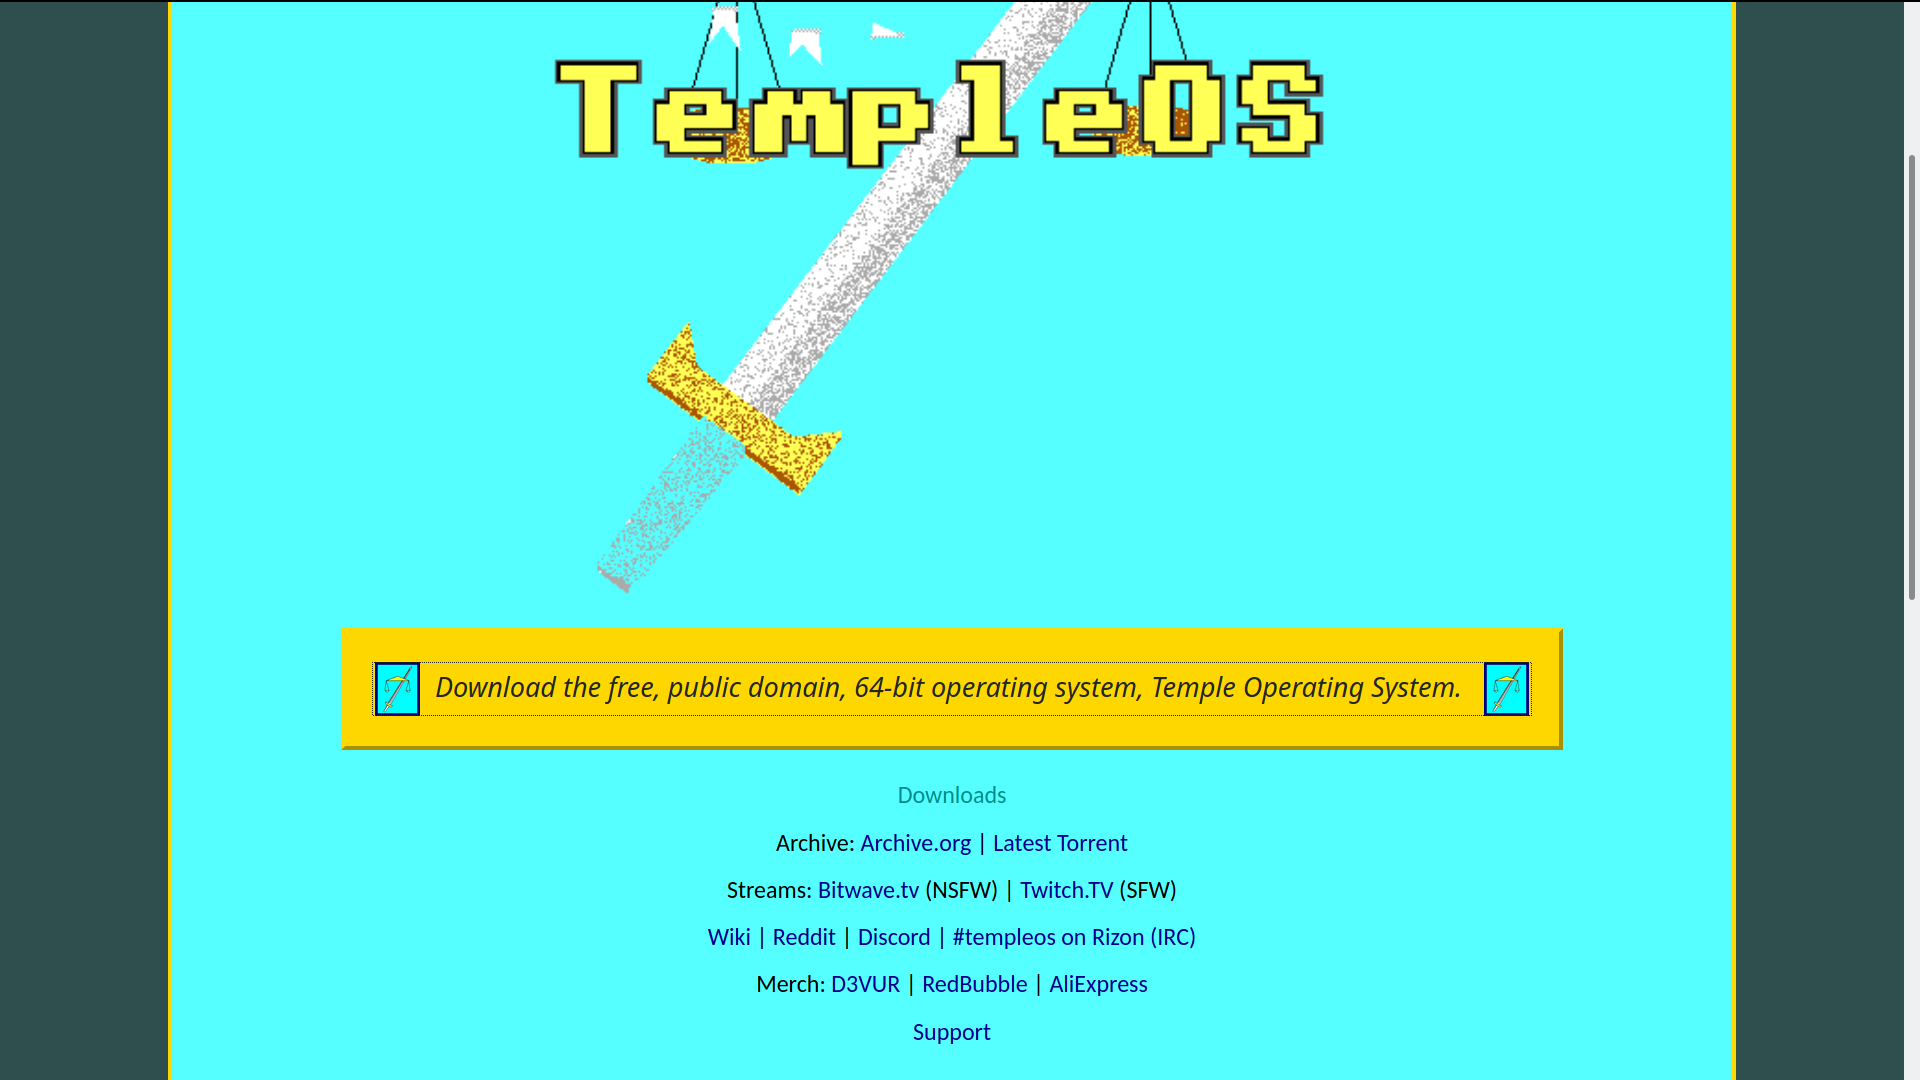 TempleOS
Download the free, public domain, 64-bit operating system, Temple Operating System.
Downloads
Archive: Archive.org | Latest Torrent
Streams: Bitwave.tv (NSFW) | Twitch.TV (SFW)
Wiki | Reddit | Discord | #templeos on Rizon (IRC)
Merch: D3VUR | RedBubble | AliExpress
Support